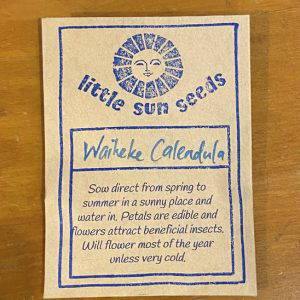 little sun seeds
Waiheke Calendula
Sow direct from spring to
summer in a sunny place and
water in. Petals are edible and
flowers attract beneficial insects.
Will flower most of the year
unless very cold.